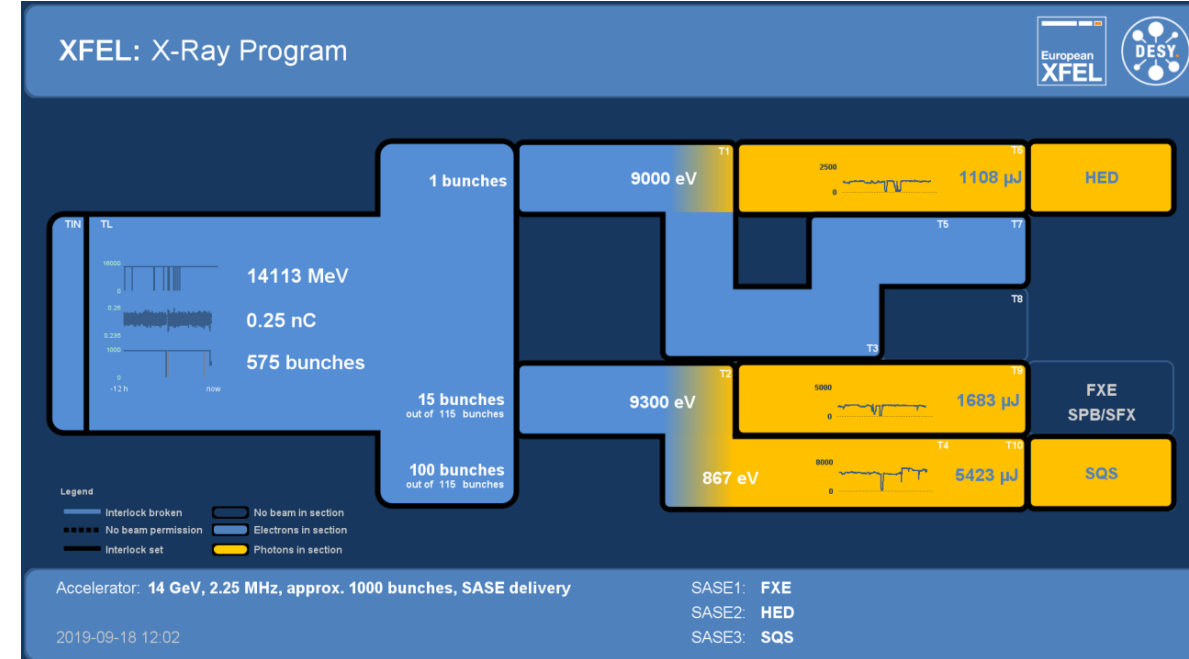 XFEL: X-Ray Program
European
XFEL
DESY.
1 bunches
9000 eV
T1
2500
0
1108 µJ
T6
HED
TIN
TL
16000
0
14113 MeV
0.26
0.235
0.25 nC
1000
0
575 bunches
-12 h
now
T5
T7
T8
T3
15 bunches
out of 115 bunches
9300 eV
T2
5000
0
1683 µJ
T9
FXE
SPB/SFX
100 bunches
out of 115 bunches
867 eV
8000
0
T4
T10
5423 µJ
SQS
Legend
Interlock broken
No beam in section
No beam permission
Electrons in section
Interlock set
Photons in section
Accelerator: 14 GeV, 2.25 MHz, approx. 1000 bunches, SASE delivery
2019-09-18 12:02
SASE1: FXE
SASE2: HED
SASE3: SQS